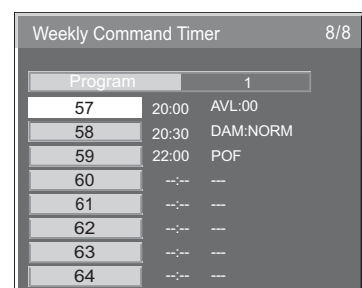 Weekly Command Timer 8/8
Program 1
57 20:00 AVL:00
58 20:30 DAM:NORM
59 22:00 POF
60 --:-- ---
61 --:-- ---
62 --:-- ---
63 --:-- ---
64 --:-- ---